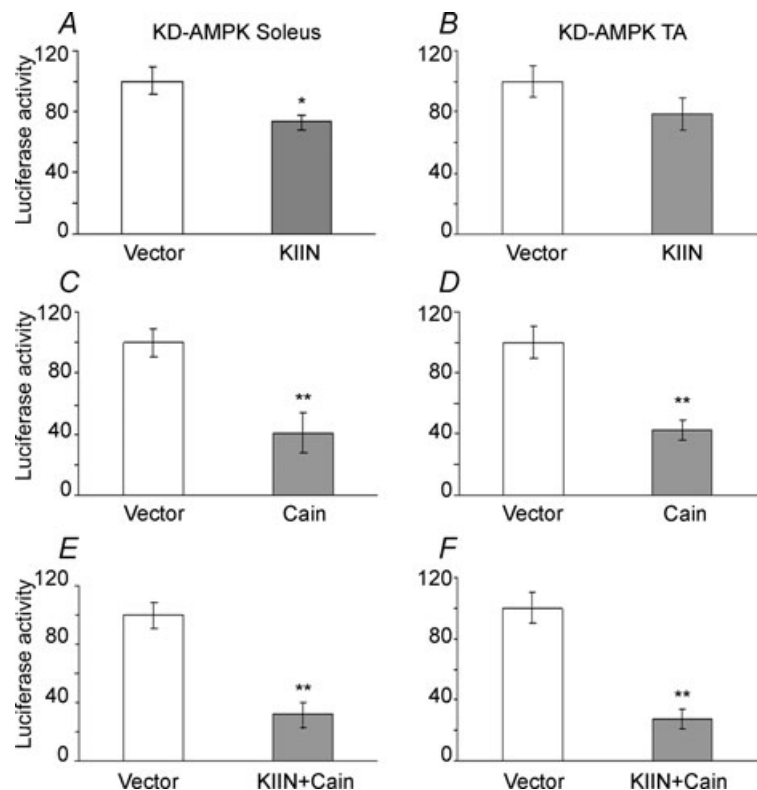 A KD-AMPK Soleus
Luciferase activity
120
80
40
0
*
Vector KIIN
B KD-AMPK TA
120
80
40
0
Vector KIIN
C
Luciferase activity
120
80
40
0
**
Vector Cain
D
120
80
40
0
**
Vector Cain
E
Luciferase activity
120
80
40
0
**
Vector KIIN+Cain
F
120
80
40
0
**
Vector KIIN+Cain